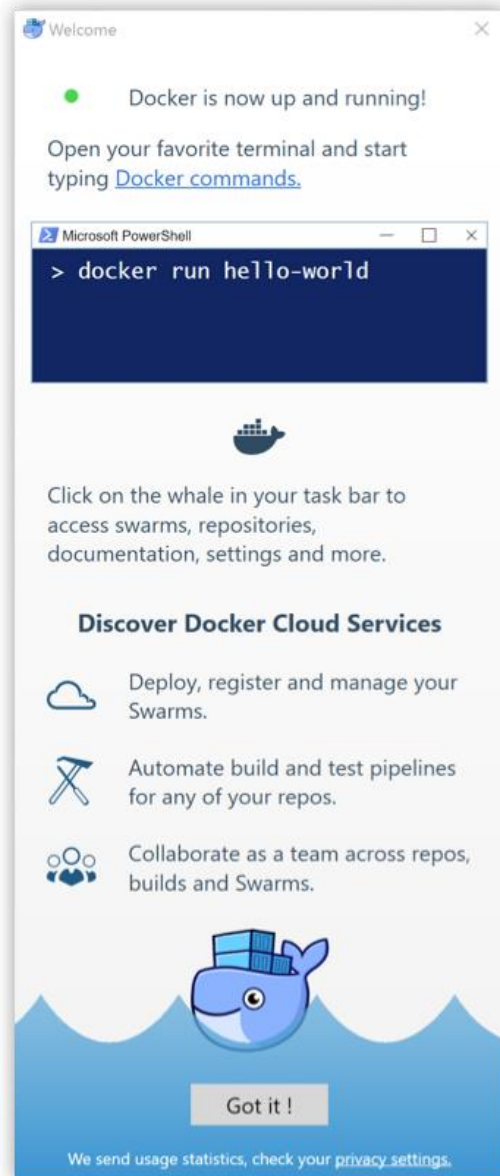 Welcome
Docker is now up and running!
Open your favorite terminal and start
typing Docker commands.
Microsoft PowerShell
> docker run hello-world
Click on the whale in your task bar to
access swarms, repositories,
documentation, settings and more.
Discover Docker Cloud Services
Deploy, register and manage your
Swarms.
Automate build and test pipelines
for any of your repos.
Collaborate as a team across repos,
builds and Swarms.
Got it !
We send usage statistics, check your privacy settings.